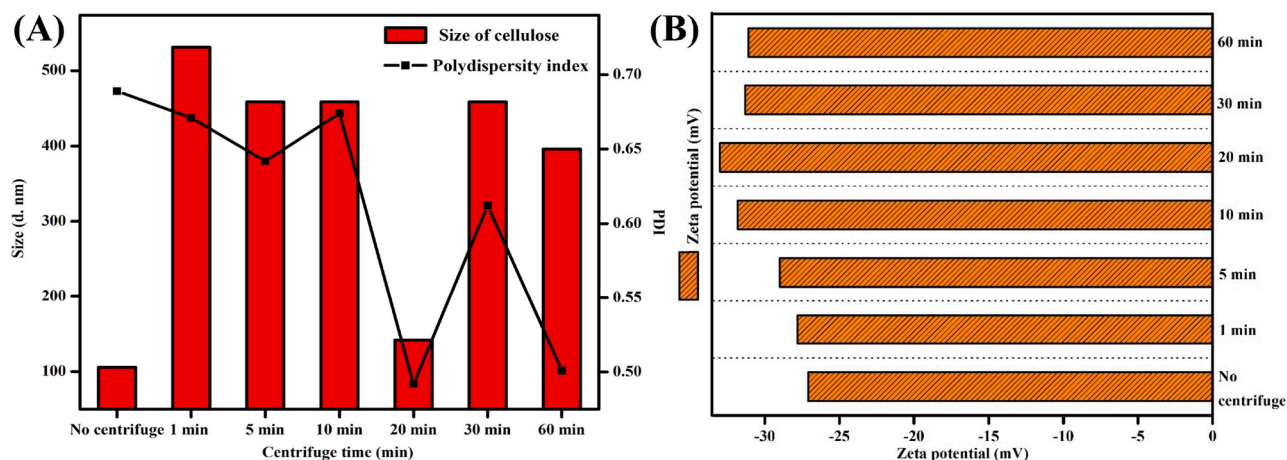 (A)
Size of cellulose
Polydispersity index
500
400
300
200
100
Size (d. nm)
0.70
0.65
0.60
0.55
0.50
PDI
No centrifuge 1 min 5 min 10 min 20 min 30 min 60 min
Centrifuge time (min)
(B)
Zeta potential (mV)
60 min
30 min
20 min
10 min
5 min
1 min
No
centrifuge
-30 -25 -20 -15 -10 -5 0
Zeta potential (mV)